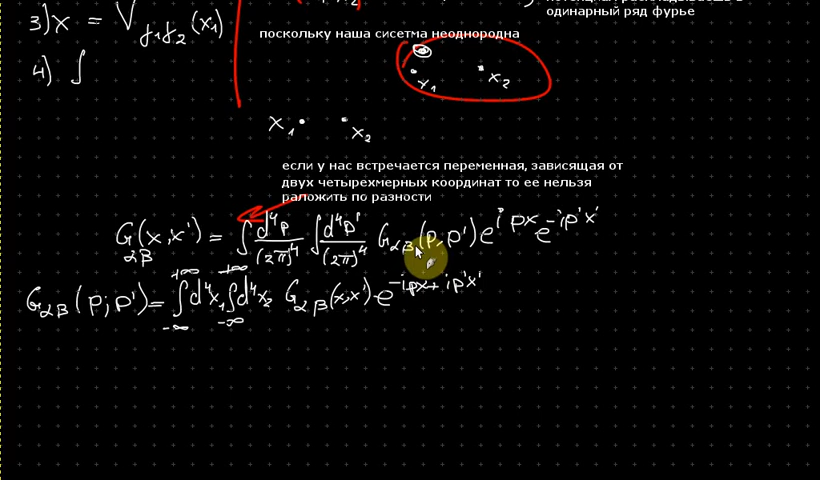 одинарный ряд фурье
3) X = V_{γ1γ2}(x1)
поскольку наша сисетма неоднородна
4) ∫
x1 x2
x1 x2
если у нас встречается переменная, зависящая от
двух четырехмерных координат то ее нельзя
раложить по разности
G_{αβ}(x,x') = ∫ d⁴p/(2π)⁴ ∫ d⁴p'/(2π)⁴ G_{αβ}(p,p') e^{ipx} e^{-ip'x'}
G_{αβ}(p;p') = ∫_{-∞}^{+∞} d⁴x1 ∫_{-∞}^{+∞} d⁴x2 G_{αβ}(x,x') e^{-ipx+ip'x'}